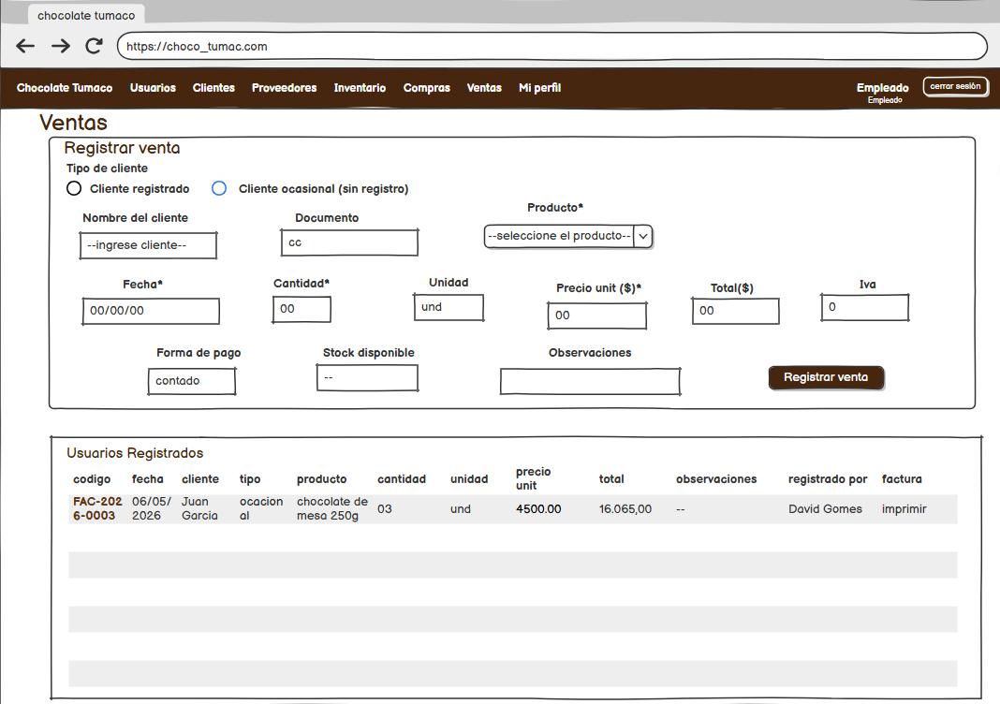 chocolate tumaco
https://choco_tumac.com
Chocolate Tumaco Usuarios Clientes Proveedores Inventario Compras Ventas Mi perfil Empleado cerrar sesión
Empleado
Ventas
Registrar venta
Tipo de cliente
Cliente registrado Cliente ocasional (sin registro)
Nombre del cliente Documento Producto*
--ingrese cliente-- cc --seleccione el producto--
Fecha* Cantidad* Unidad Precio unit ($)* Total($) Iva
00/00/00 00 und 00 00 0
Forma de pago Stock disponible Observaciones
contado -- Registrar venta
Usuarios Registrados
codigo fecha cliente tipo producto cantidad unidad precio unit total observaciones registrado por factura
FAC-202 06/05/ Juan ocacion chocolate de 03 und 4500.00 16.065,00 -- David Gomes imprimir
6-0003 2026 Garcia al mesa 250g